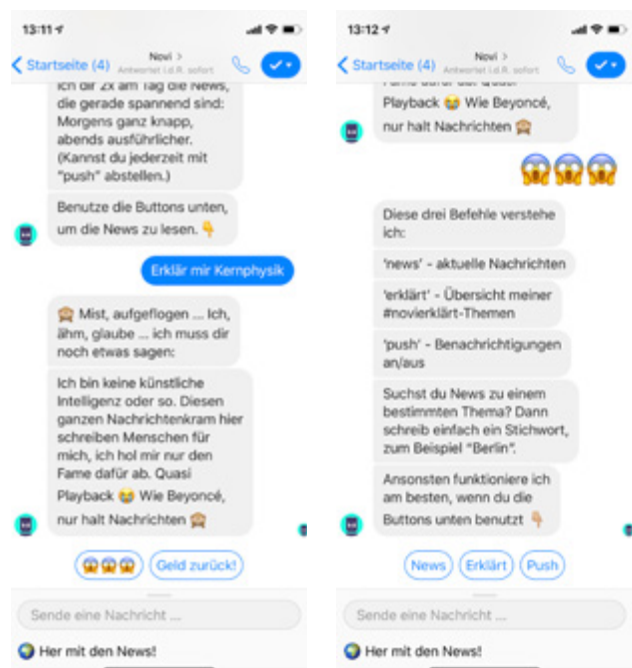 13:11
Startseite (4)
Novi >
Antwortet i.d.R. sofort
ich dir 2x am Tag die News,
die gerade spannend sind:
Morgens ganz knapp,
abends ausführlicher.
(Kannst du jederzeit mit
"push" abstellen.)
Benutze die Buttons unten,
um die News zu lesen. 👇
Erklär mir Kernphysik
🙈 Mist, aufgeflogen ... Ich,
ähm, glaube ... ich muss dir
noch etwas sagen:
Ich bin keine künstliche
Intelligenz oder so. Diesen
ganzen Nachrichtenkram hier
schreiben Menschen für
mich, ich hol mir nur den
Fame dafür ab. Quasi
Playback 😭 Wie Beyoncé,
nur halt Nachrichten 🙈
😱😱😱
Geld zurück!
Sende eine Nachricht ...
🌍 Her mit den News!
13:12
Startseite (4)
Novi >
Antwortet i.d.R. sofort
Fame dafür ab. Quasi
Playback 😭 Wie Beyoncé,
nur halt Nachrichten 🙈
😱😱😱
Diese drei Befehle verstehe
ich:
'news' - aktuelle Nachrichten
'erklärt' - Übersicht meiner
#novierklärt-Themen
'push' - Benachrichtigungen
an/aus
Suchst du News zu einem
bestimmten Thema? Dann
schreib einfach ein Stichwort,
zum Beispiel "Berlin".
Ansonsten funktioniere ich
am besten, wenn du die
Buttons unten benutzt 👇
News
Erklärt
Push
Sende eine Nachricht ...
🌍 Her mit den News!